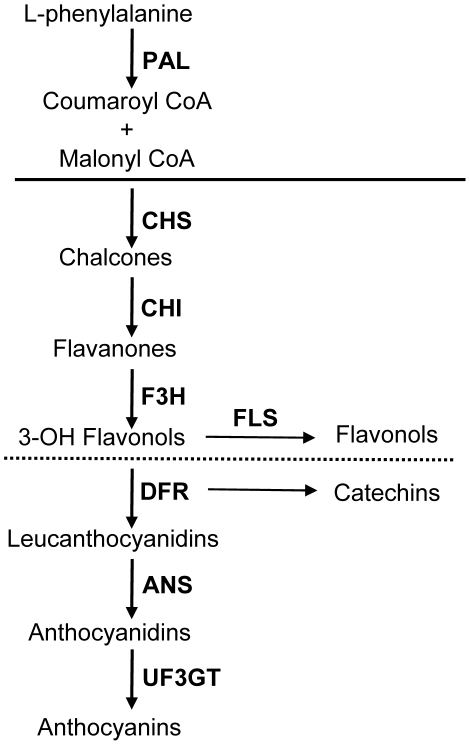 L-phenylalanine
PAL
Coumaroyl CoA
+
Malonyl CoA
CHS
Chalcones
CHI
Flavanones
F3H
3-OH Flavonols
FLS
Flavonols
DFR
Catechins
Leucanthocyanidins
ANS
Anthocyanidins
UF3GT
Anthocyanins